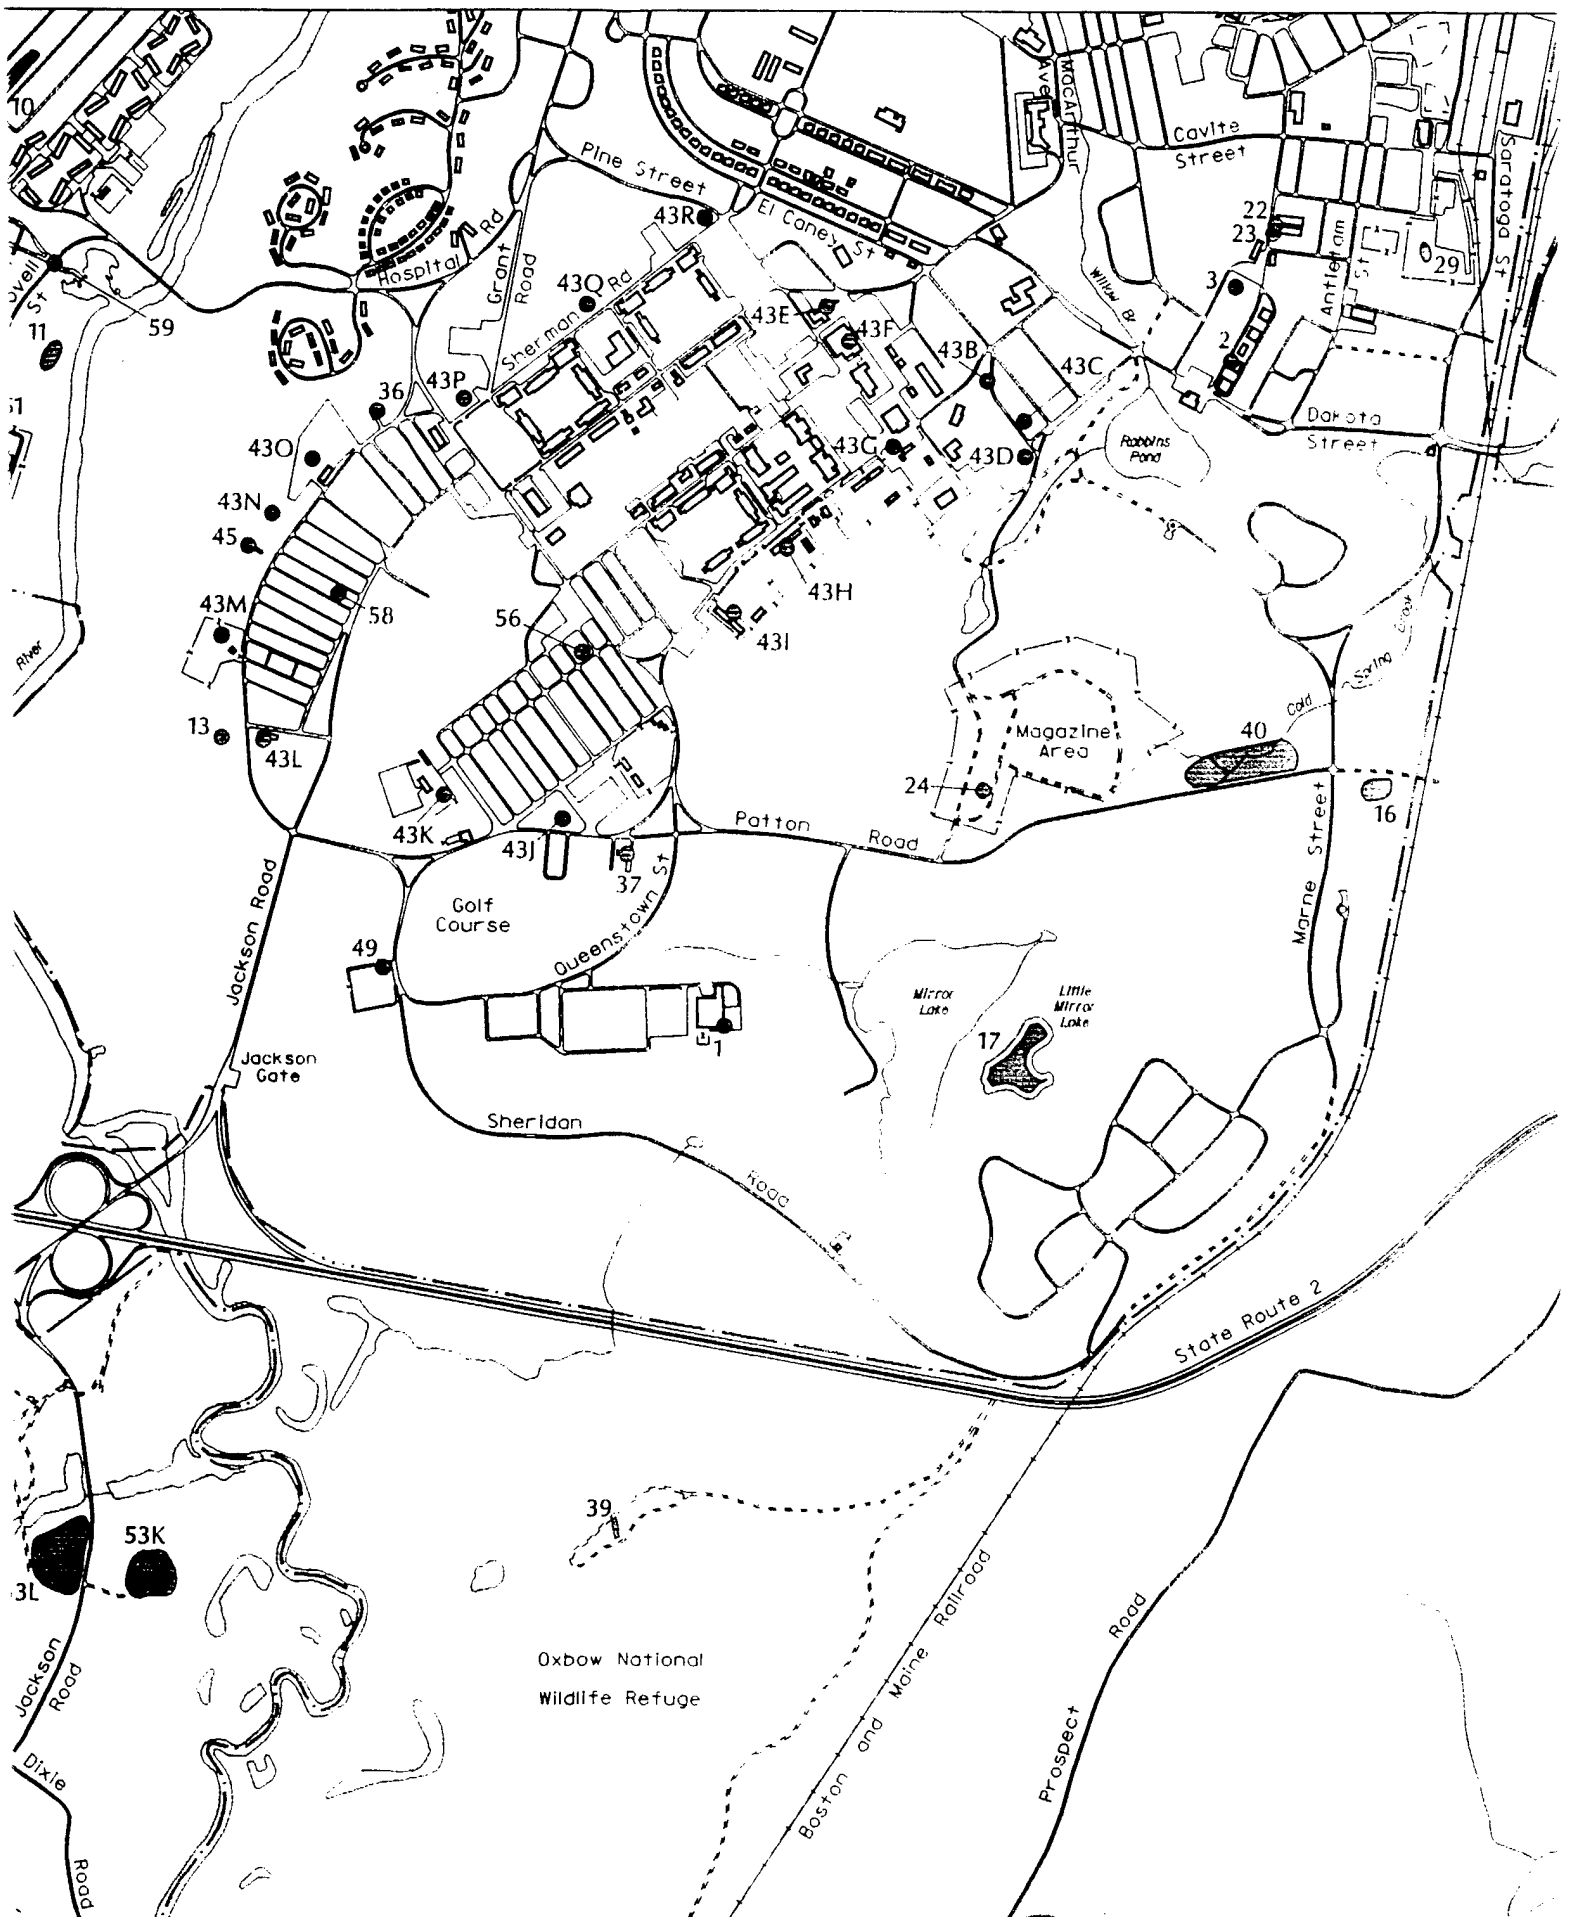 10
MacArthur
Ave
Cavite
Street
Saratoga St
Pine Street
43R
El Caney St
22
23
Antietam
St
29
Hospital Rd
Grant
Road
43Q
Sherman Rd
3
Willow Br
43E
43F
59
11
St
2
43B
43C
36
43P
Dakota
Street
Robbins
Pond
43O
43G
43D
43N
45
43H
43M
58
56
43I
River
Cold Spring Brook
13
43L
Magazine
Area
40
24
16
43K
43J
Patton Road
37
Marne Street
Jackson Road
Golf
Course
Queenstown St
49
Mirror
Lake
Little
Mirror
Lake
17
1
Jackson
Gate
Sheridan
Road
State Route 2
39
53K
3L
Oxbow National
Wildlife Refuge
Jackson
Road
Boston and Maine Railroad
Prospect Road
Dixie
Road